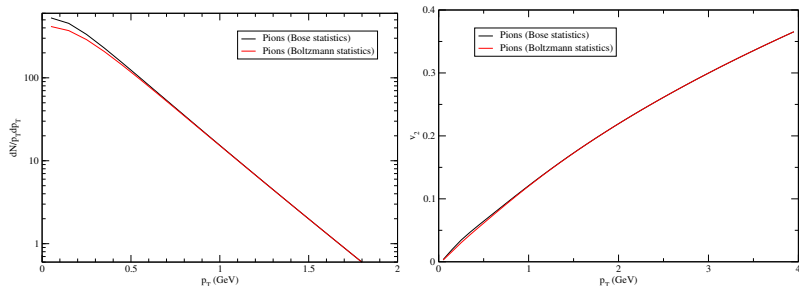 Pions (Bose statistics)
Pions (Boltzmann statistics)
dN/p_T dp_T
100
10
1
0 0.5 1 1.5 2
p_T (GeV)
Pions (Bose statistics)
Pions (Boltzmann statistics)
v_2
0.4
0.3
0.2
0.1
0
0 1 2 3 4
p_T (GeV)